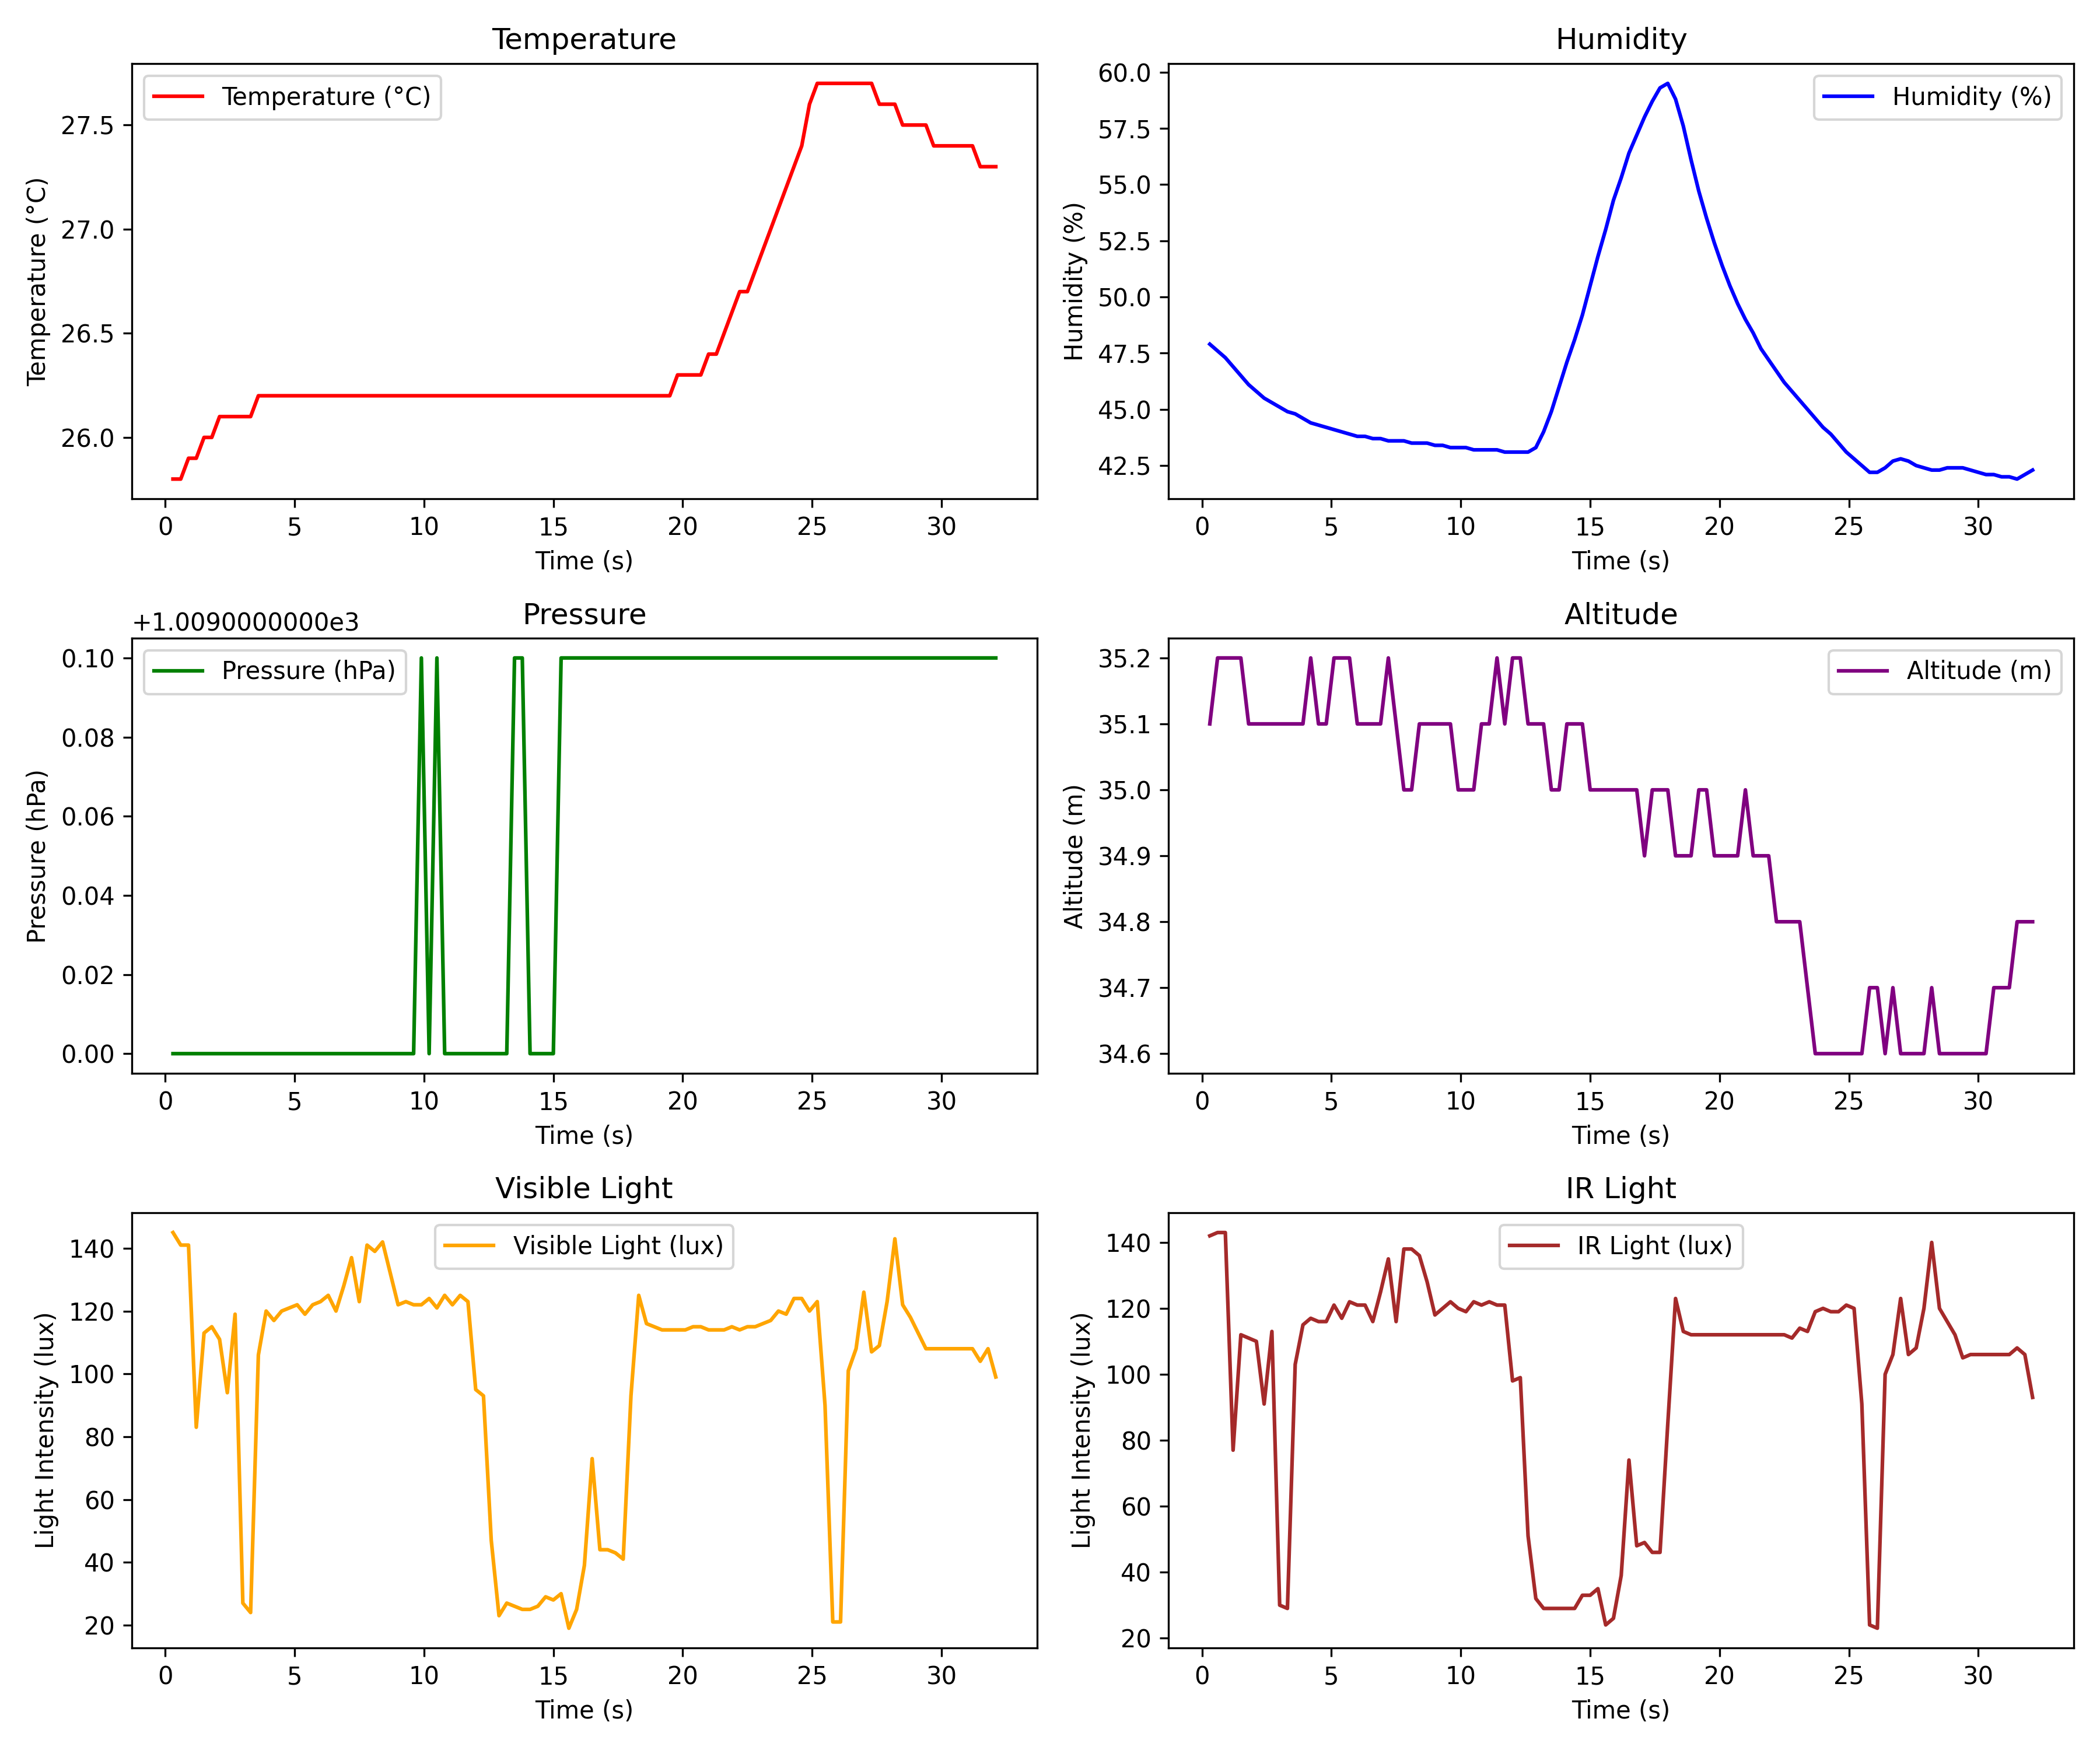 Temperature
Temperature (°C)
Temperature (°C)
27.5
27.0
26.5
26.0
0 5 10 15 20 25 30
Time (s)
Humidity
Humidity (%)
Humidity (%)
60.0
57.5
55.0
52.5
50.0
47.5
45.0
42.5
0 5 10 15 20 25 30
Time (s)
Pressure
+1.0090000000e3
Pressure (hPa)
Pressure (hPa)
0.10
0.08
0.06
0.04
0.02
0.00
0 5 10 15 20 25 30
Time (s)
Altitude
Altitude (m)
Altitude (m)
35.2
35.1
35.0
34.9
34.8
34.7
34.6
0 5 10 15 20 25 30
Time (s)
Visible Light
Visible Light (lux)
Light Intensity (lux)
140
120
100
80
60
40
20
0 5 10 15 20 25 30
Time (s)
IR Light
IR Light (lux)
Light Intensity (lux)
140
120
100
80
60
40
20
0 5 10 15 20 25 30
Time (s)